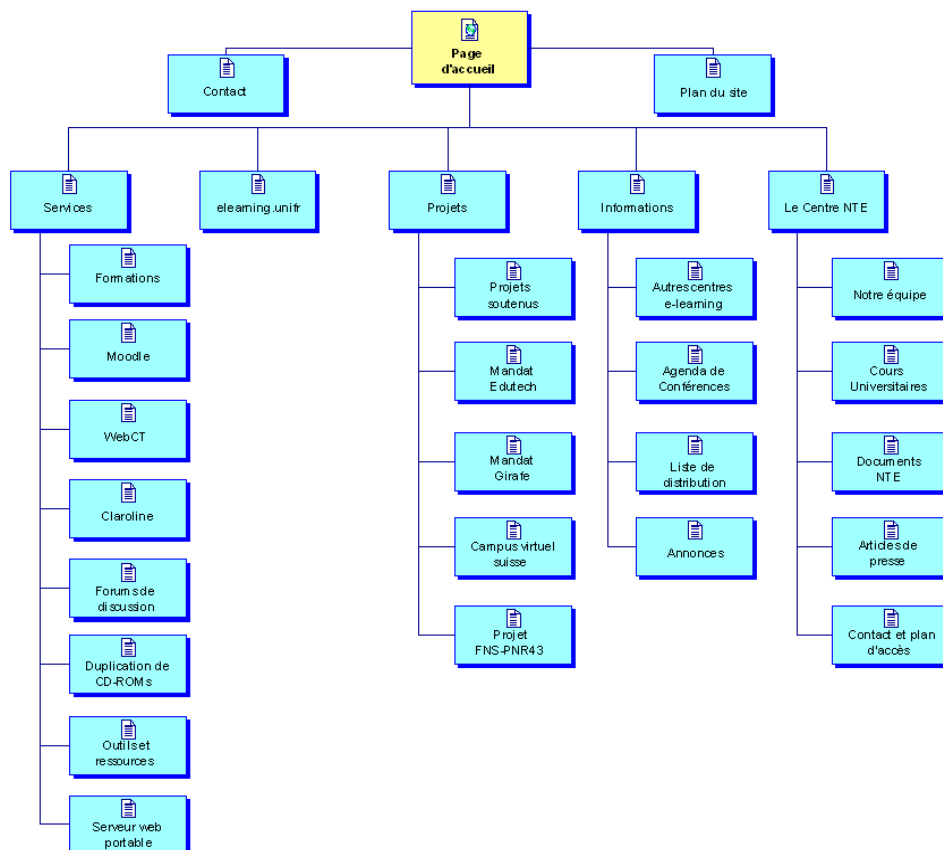 Page
d'accueil
Contact
Plan du site
Services
elearning.unifr
Projets
Informations
Le Centre NTE
Formations
Moodle
WebCT
Claroline
Forums de
discussion
Duplication de
CD-ROMs
Outils et
ressources
Serveur web
portable
Projets
soutenus
Mandat
Edutech
Mandat
Girafe
Campus virtuel
suisse
Projet
FNS-PNR43
Autres centres
e-learning
Agenda de
Conférences
Liste de
distribution
Annonces
Notre équipe
Cours
Universitaires
Documents
NTE
Articles de
presse
Contact et plan
d'accès